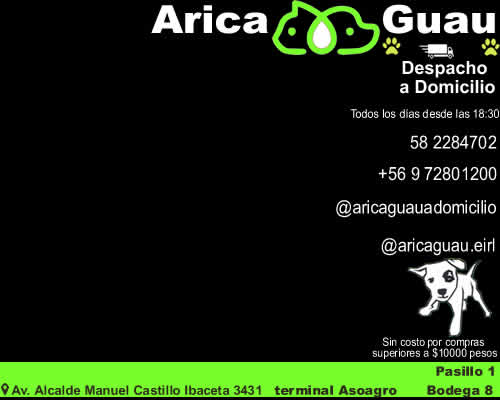 Arica Guau
Despacho
a Domicilio
Todos los días desde las 18:30
58 2284702
+56 9 72801200
@aricaguauadomicilio
@aricaguau.eirl
Sin costo por compras
superiores a $10000 pesos
Pasillo 1
Av. Alcalde Manuel Castillo Ibaceta 3431 terminal Asoagro Bodega 8